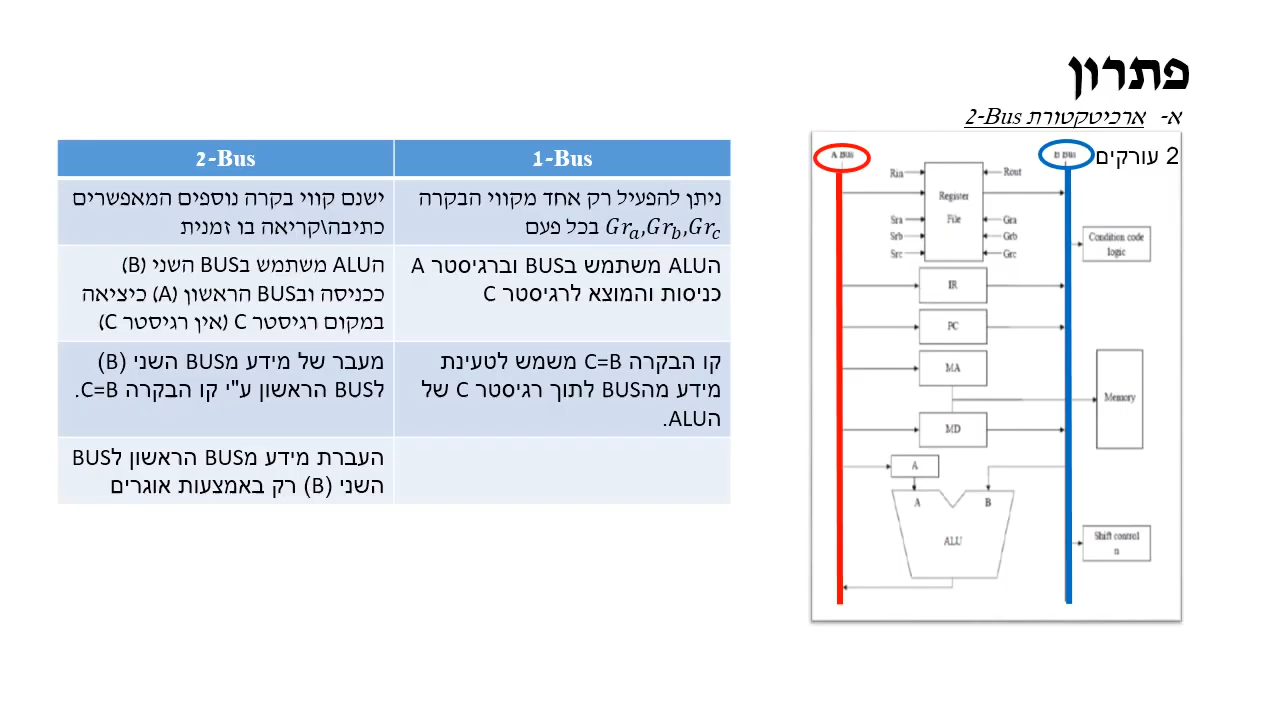 פתרון
א- ארכיטקטורת 2-Bus
1-Bus
2-Bus
ניתן להפעיל רק אחד מקווי הבקרה
Gr_a,Gr_b,Gr_c בכל פעם
ישנם קווי בקרה נוספים המאפשרים
כתיבה\קריאה בו זמנית
הALU משתמש בBUS וברגיסטר A
כניסות והמוצא לרגיסטר C
הALU משתמש בBUS השני (B)
ככניסה ובBUS הראשון (A) כיציאה
במקום רגיסטר C (אין רגיסטר C)
קו הבקרה C=B משמש לטעינת
מידע מהBUS לתוך רגיסטר C של
הALU.
מעבר של מידע מBUS השני (B)
לBUS הראשון ע"י קו הבקרה C=B.
העברת מידע מBUS הראשון לBUS
השני (B) רק באמצעות אוגרים
2 עורקים
A BUS
B BUS
Rin
Rout
Register
File
Sra
Gra
Srb
Grb
Src
Grc
Condition code
logic
IR
PC
MA
Memory
MD
A
A
B
ALU
Shift control
n